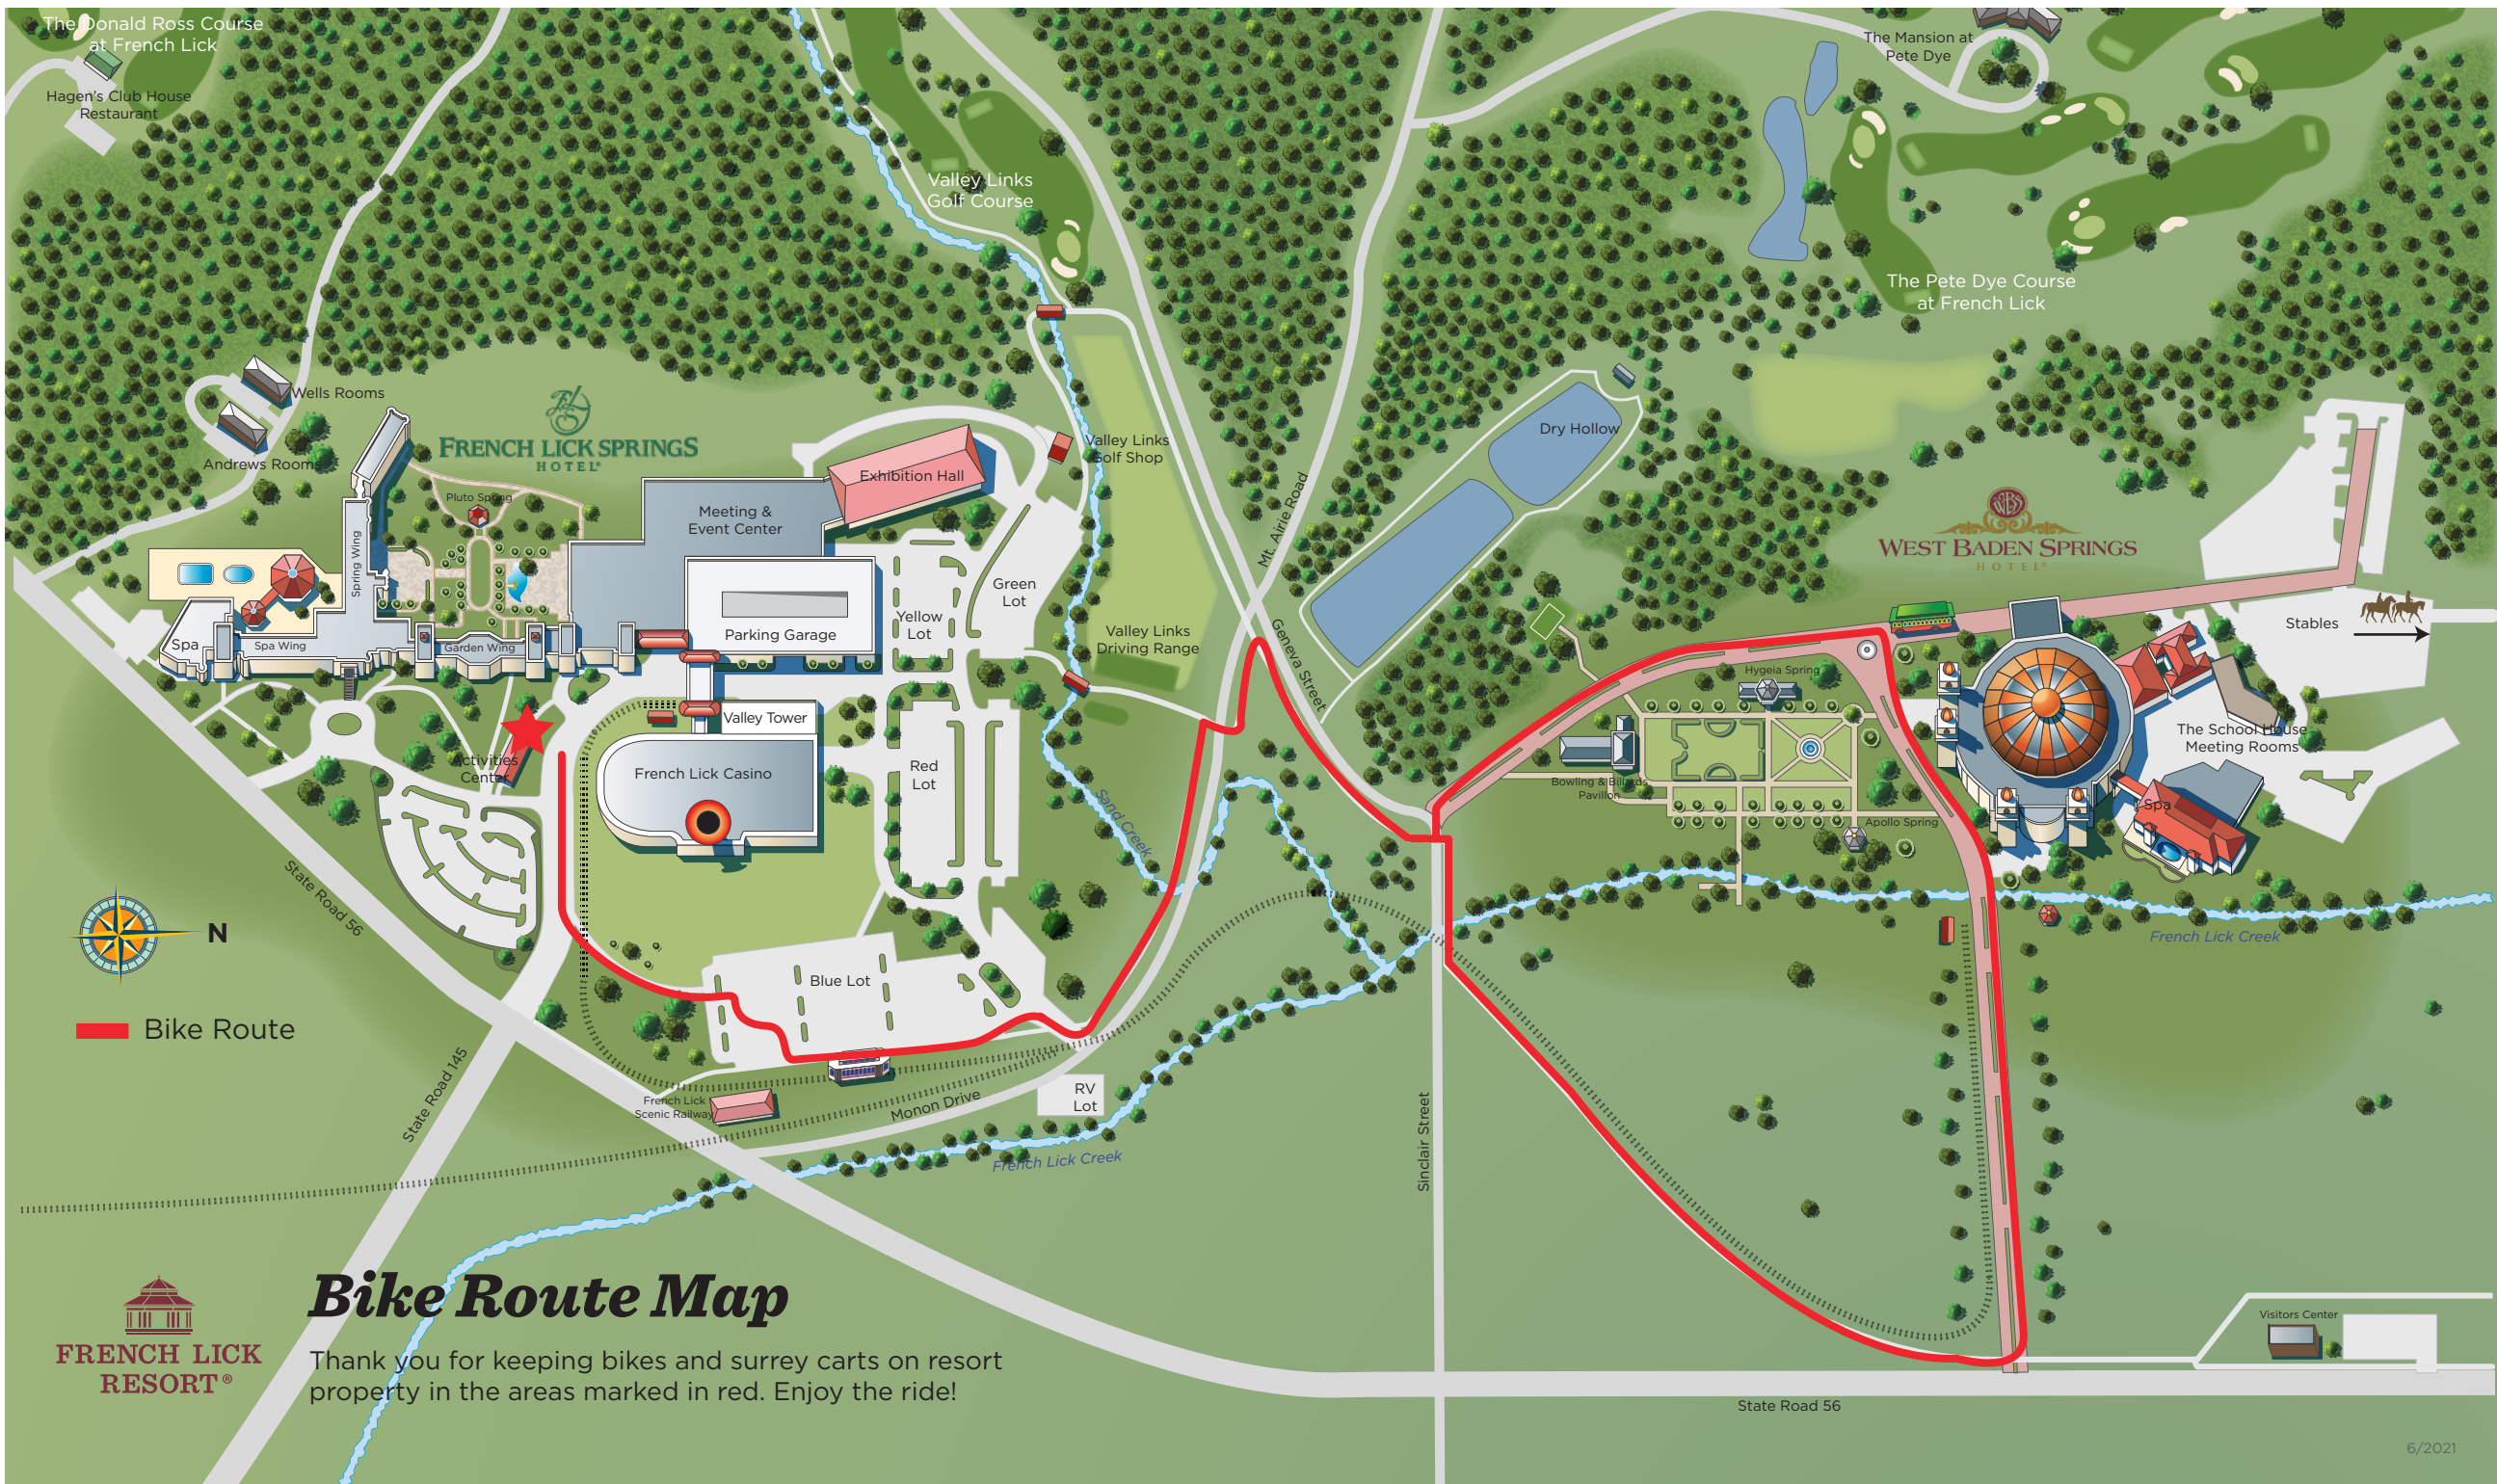 The Donald Ross Course
at French Lick
Hagen's Club House
Restaurant
Valley Links
Golf Course
The Mansion at
Pete Dye
The Pete Dye Course
at French Lick
Wells Rooms
Andrews Rooms
FRENCH LICK SPRINGS
HOTEL®
Pluto Spring
Spring Wing
Meeting &
Event Center
Exhibition Hall
Valley Links
Golf Shop
Dry Hollow
Mt. Airie Road
WBS
WEST BADEN SPRINGS
HOTEL®
Green
Lot
Yellow
Lot
Parking Garage
Valley Links
Driving Range
Geneva Street
Stables
Spa
Spa Wing
Garden Wing
Hygeia Spring
Valley Tower
French Lick Casino
Red
Lot
Activities
Center
Sand Creek
Bowling & Billards
Pavillon
Apollo Spring
The School House
Meeting Rooms
Spa
State Road 56
N
Blue Lot
French Lick Creek
Bike Route
State Road 145
French Lick
Scenic Railway
Monon Drive
RV
Lot
French Lick Creek
Sinclair Street
Bike Route Map
FRENCH LICK
RESORT®
Thank you for keeping bikes and surrey carts on resort
property in the areas marked in red. Enjoy the ride!
Visitors Center
State Road 56
6/2021